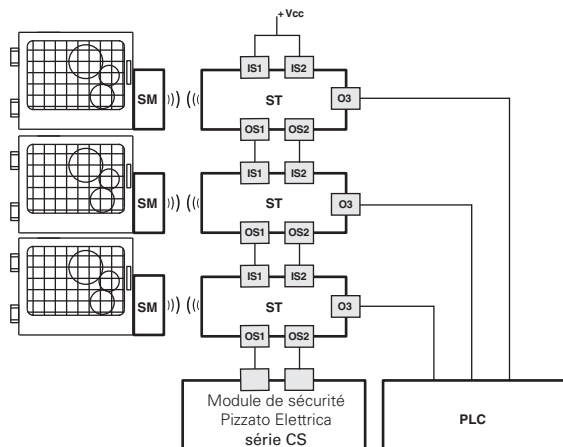 +Vcc
IS1 IS2
SM ST O3
OS1 OS2
IS1 IS2
SM ST O3
OS1 OS2
IS1 IS2
SM ST O3
OS1 OS2
Module de sécurité
Pizzato Elettrica
série CS
PLC